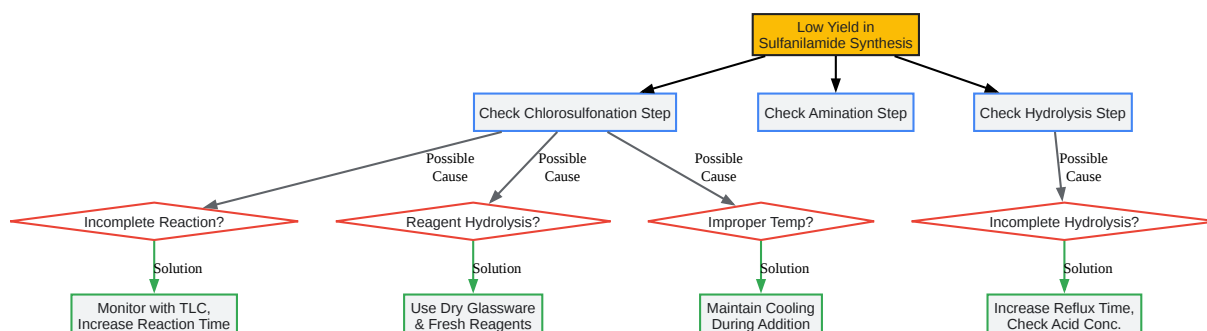 Low Yield in
Sulfanilamide Synthesis
Check Chlorosulfonation Step
Check Amination Step
Check Hydrolysis Step
Possible
Cause
Possible
Cause
Possible
Cause
Possible
Cause
Incomplete Reaction?
Reagent Hydrolysis?
Improper Temp?
Incomplete Hydrolysis?
Solution
Solution
Solution
Solution
Monitor with TLC,
Increase Reaction Time
Use Dry Glassware
& Fresh Reagents
Maintain Cooling
During Addition
Increase Reflux Time,
Check Acid Conc.